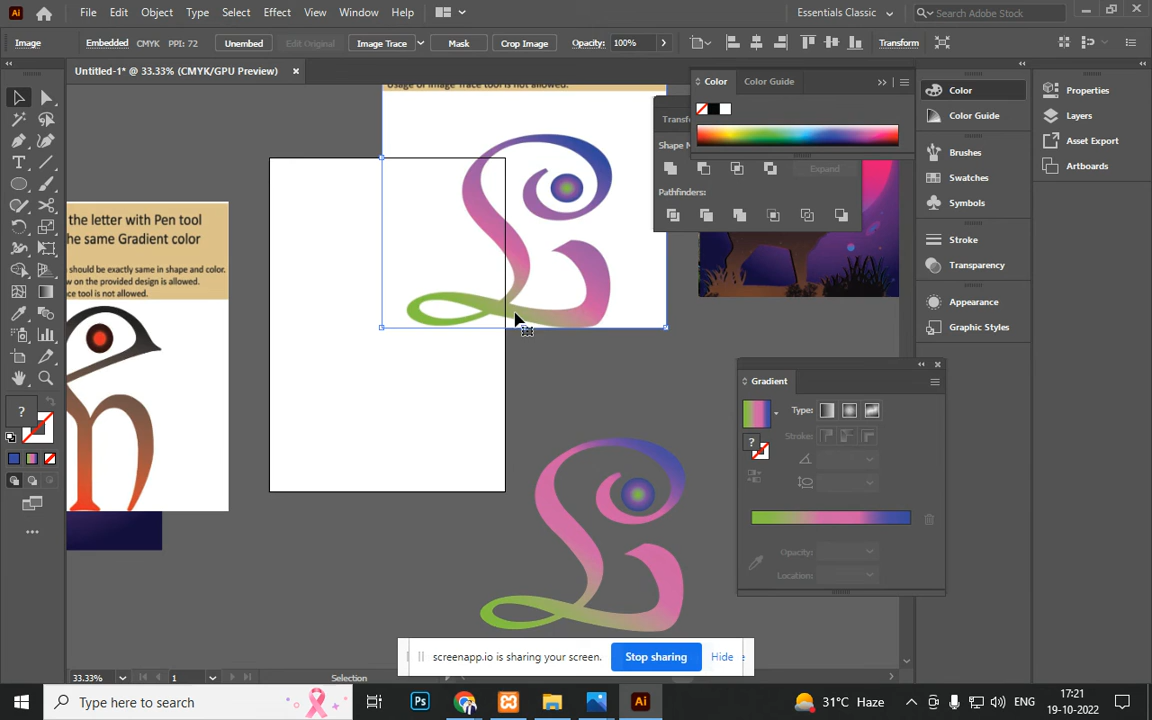 Ai File Edit Object Type Select Effect View Window Help Essentials Classic Search Adobe Stock
Image Embedded CMYK PPI: 72 Unembed Edit Original Image Trace Mask Crop Image Opacity: 100% Transform
Untitled-1* @ 33.33% (CMYK/GPU Preview)
Color Color Guide
Color
Color Guide
Brushes
Swatches
Symbols
Stroke
Transparency
Appearance
Graphic Styles
Properties
Layers
Asset Export
Artboards
Usage of Image Trace tool is not allowed.
Expand
Pathfinders:
the letter with Pen tool
the same Gradient color
should be exactly same in shape and color.
w on the provided design is allowed.
ce tool is not allowed.
Gradient
Type:
Stroke:
Opacity:
Location:
?
screenapp.io is sharing your screen. Stop sharing Hide
33.33% 1 Selection
Type here to search
Ps
Ai
31°C Haze
ENG
17:21
19-10-2022